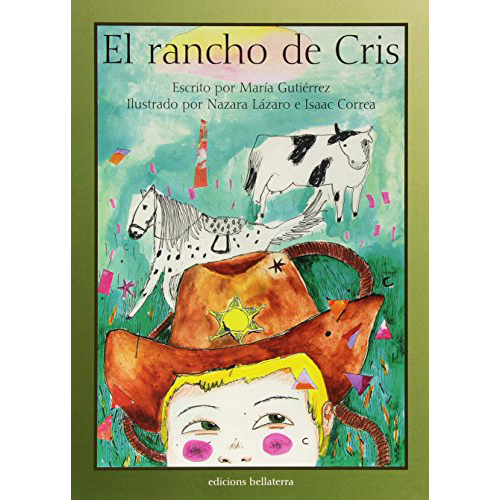 El rancho de Cris
Escrito por María Gutiérrez
Ilustrado por Nazara Lázaro e Isaac Correa
edicions bellaterra